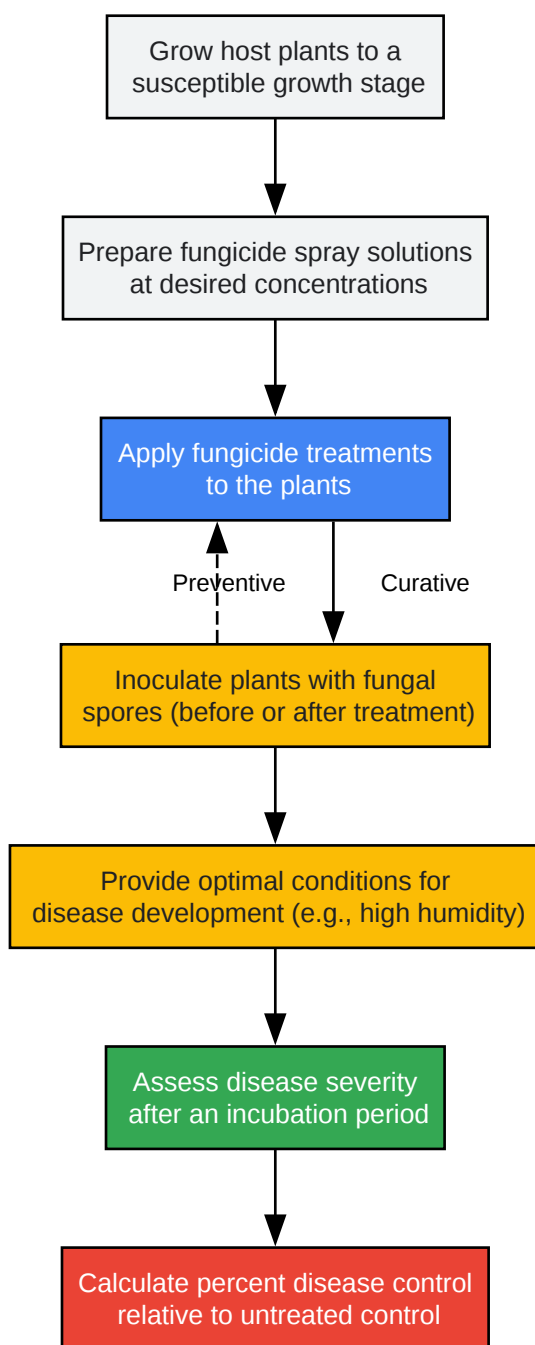 Grow host plants to a
susceptible growth stage
Prepare fungicide spray solutions
at desired concentrations
Apply fungicide treatments
to the plants
Preventive
Curative
Inoculate plants with fungal
spores (before or after treatment)
Provide optimal conditions for
disease development (e.g., high humidity)
Assess disease severity
after an incubation period
Calculate percent disease control
relative to untreated control